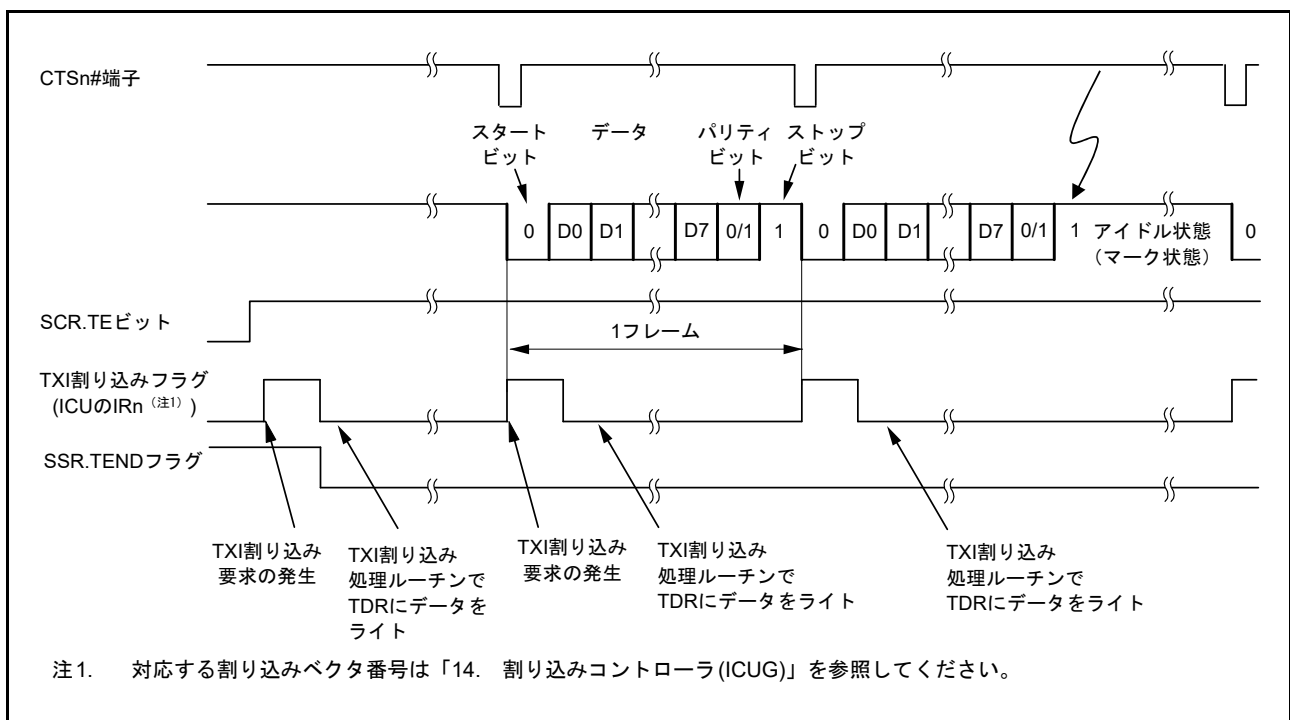 CTSn#端子
スタート
ビット
データ
パリティ
ビット
ストップ
ビット
0 D0 D1 D7 0/1 1 0 D0 D1 D7 0/1 1 アイドル状態
（マーク状態） 0
SCR.TEビット
1フレーム
TXI割り込みフラグ
(ICUのIRn（注1）)
SSR.TENDフラグ
TXI割り込み
要求の発生
TXI割り込み
処理ルーチンで
TDRにデータを
ライト
TXI割り込み
要求の発生
TXI割り込み
処理ルーチンで
TDRにデータをライト
TXI割り込み
処理ルーチンで
TDRにデータをライト
注1. 対応する割り込みベクタ番号は「14. 割り込みコントローラ(ICUG)」を参照してください。